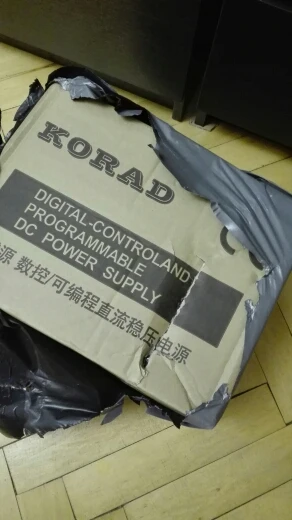 KORAD
DIGITAL-CONTROLAND
PROGRAMMABLE
DC POWER SUPPLY
源 数控/可编程直流稳压电源